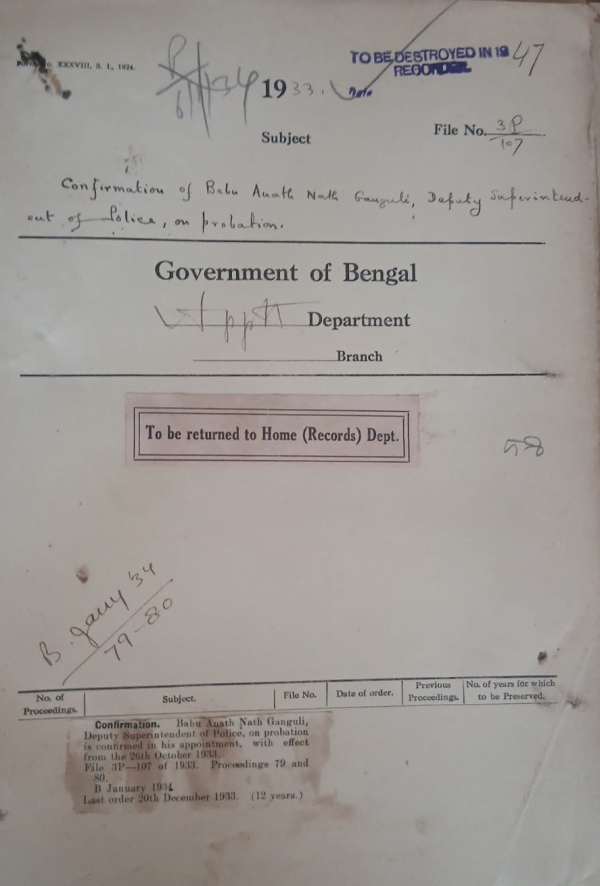 XXXVIII, B. I., 1924.
TO BE DESTROYED IN 1947
RECORDER.
Date
1933.
Subject
File No. 3P/107
Confirmation of Babu Anath Nath Ganguli, Deputy Superintend-
ent of Police, on probation.
Government of Bengal
Appt Department
Branch
To be returned to Home (Records) Dept.
58
B. Jany '34
79-80
No. of Proceedings. Subject. File No. Date of order. Previous Proceedings. No. of years for which to be Preserved.
Confirmation. Babu Anath Nath Ganguli,
Deputy Superintendent of Police, on probation
is confirmed in his appointment, with effect
from the 26th October 1933.
File 3P—107 of 1933. Proceedings 79 and
80.
B January 1934
Last order 20th December 1933. (12 years.)